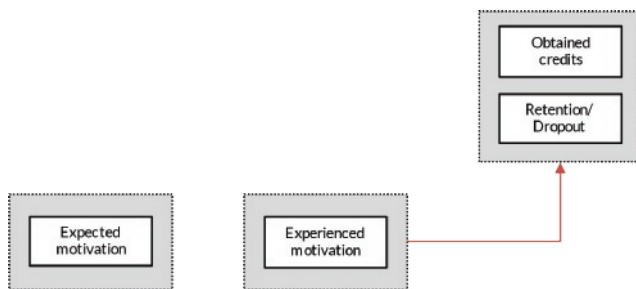 Obtained
credits
Retention/
Dropout
Expected
motivation
Experienced
motivation